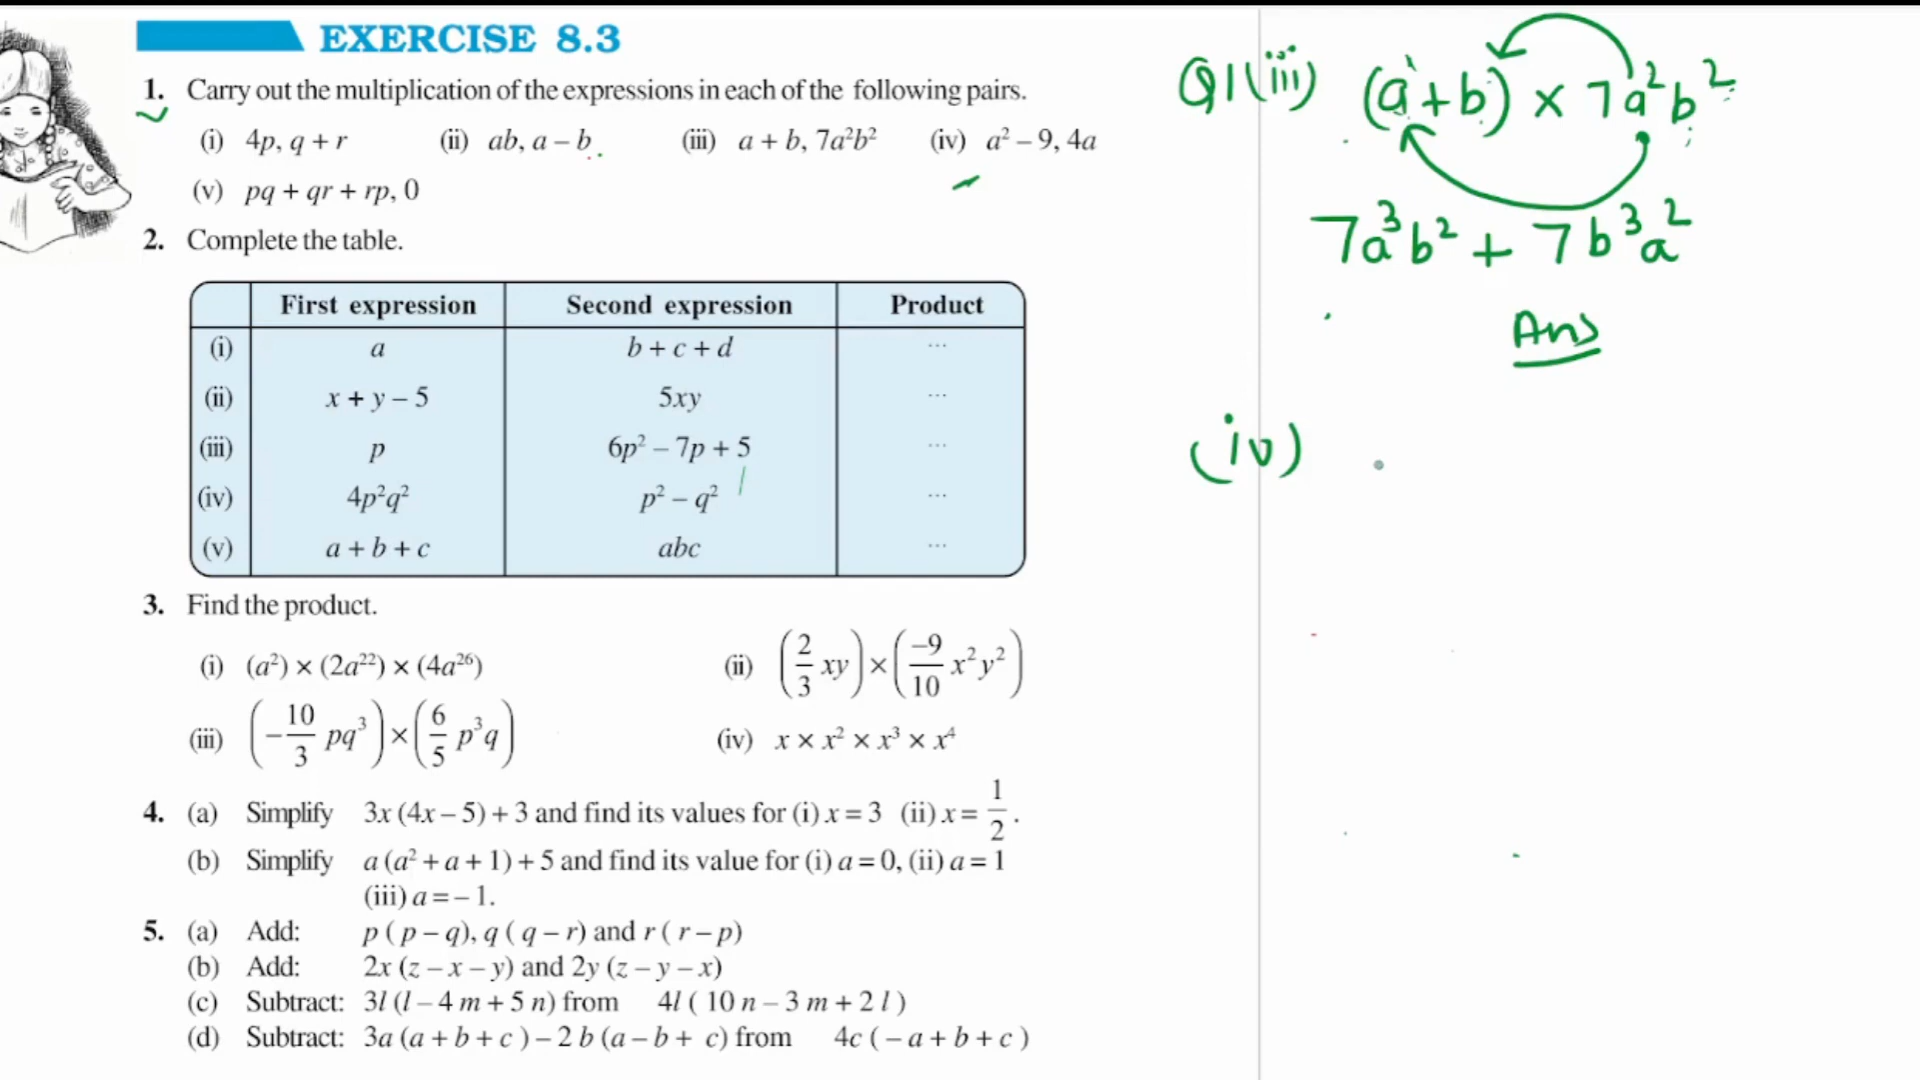 EXERCISE 8.3
1. Carry out the multiplication of the expressions in each of the following pairs.
(i) 4p, q + r (ii) ab, a – b (iii) a + b, 7a²b² (iv) a² – 9, 4a
(v) pq + qr + rp, 0
2. Complete the table.
First expression Second expression Product
(i) a b + c + d ...
(ii) x + y – 5 5xy ...
(iii) p 6p² – 7p + 5 ...
(iv) 4p²q² p² – q² ...
(v) a + b + c abc ...
3. Find the product.
(i) (a²) × (2a²²) × (4a²⁶) (ii) (2/3 xy) × (–9/10 x²y²)
(iii) (– 10/3 pq³) × (6/5 p³q) (iv) x × x² × x³ × x⁴
4. (a) Simplify 3x (4x – 5) + 3 and find its values for (i) x = 3 (ii) x = 1/2 .
(b) Simplify a (a² + a + 1) + 5 and find its value for (i) a = 0, (ii) a = 1
(iii) a = – 1.
5. (a) Add: p ( p – q), q ( q – r) and r ( r – p)
(b) Add: 2x (z – x – y) and 2y (z – y – x)
(c) Subtract: 3l (l – 4 m + 5 n) from 4l ( 10 n – 3 m + 2 l )
(d) Subtract: 3a (a + b + c ) – 2 b (a – b + c) from 4c ( – a + b + c )
Q1(iii) (a¹+b) × 7a²b²
7a³b² + 7b³a²
Ans
(iv)